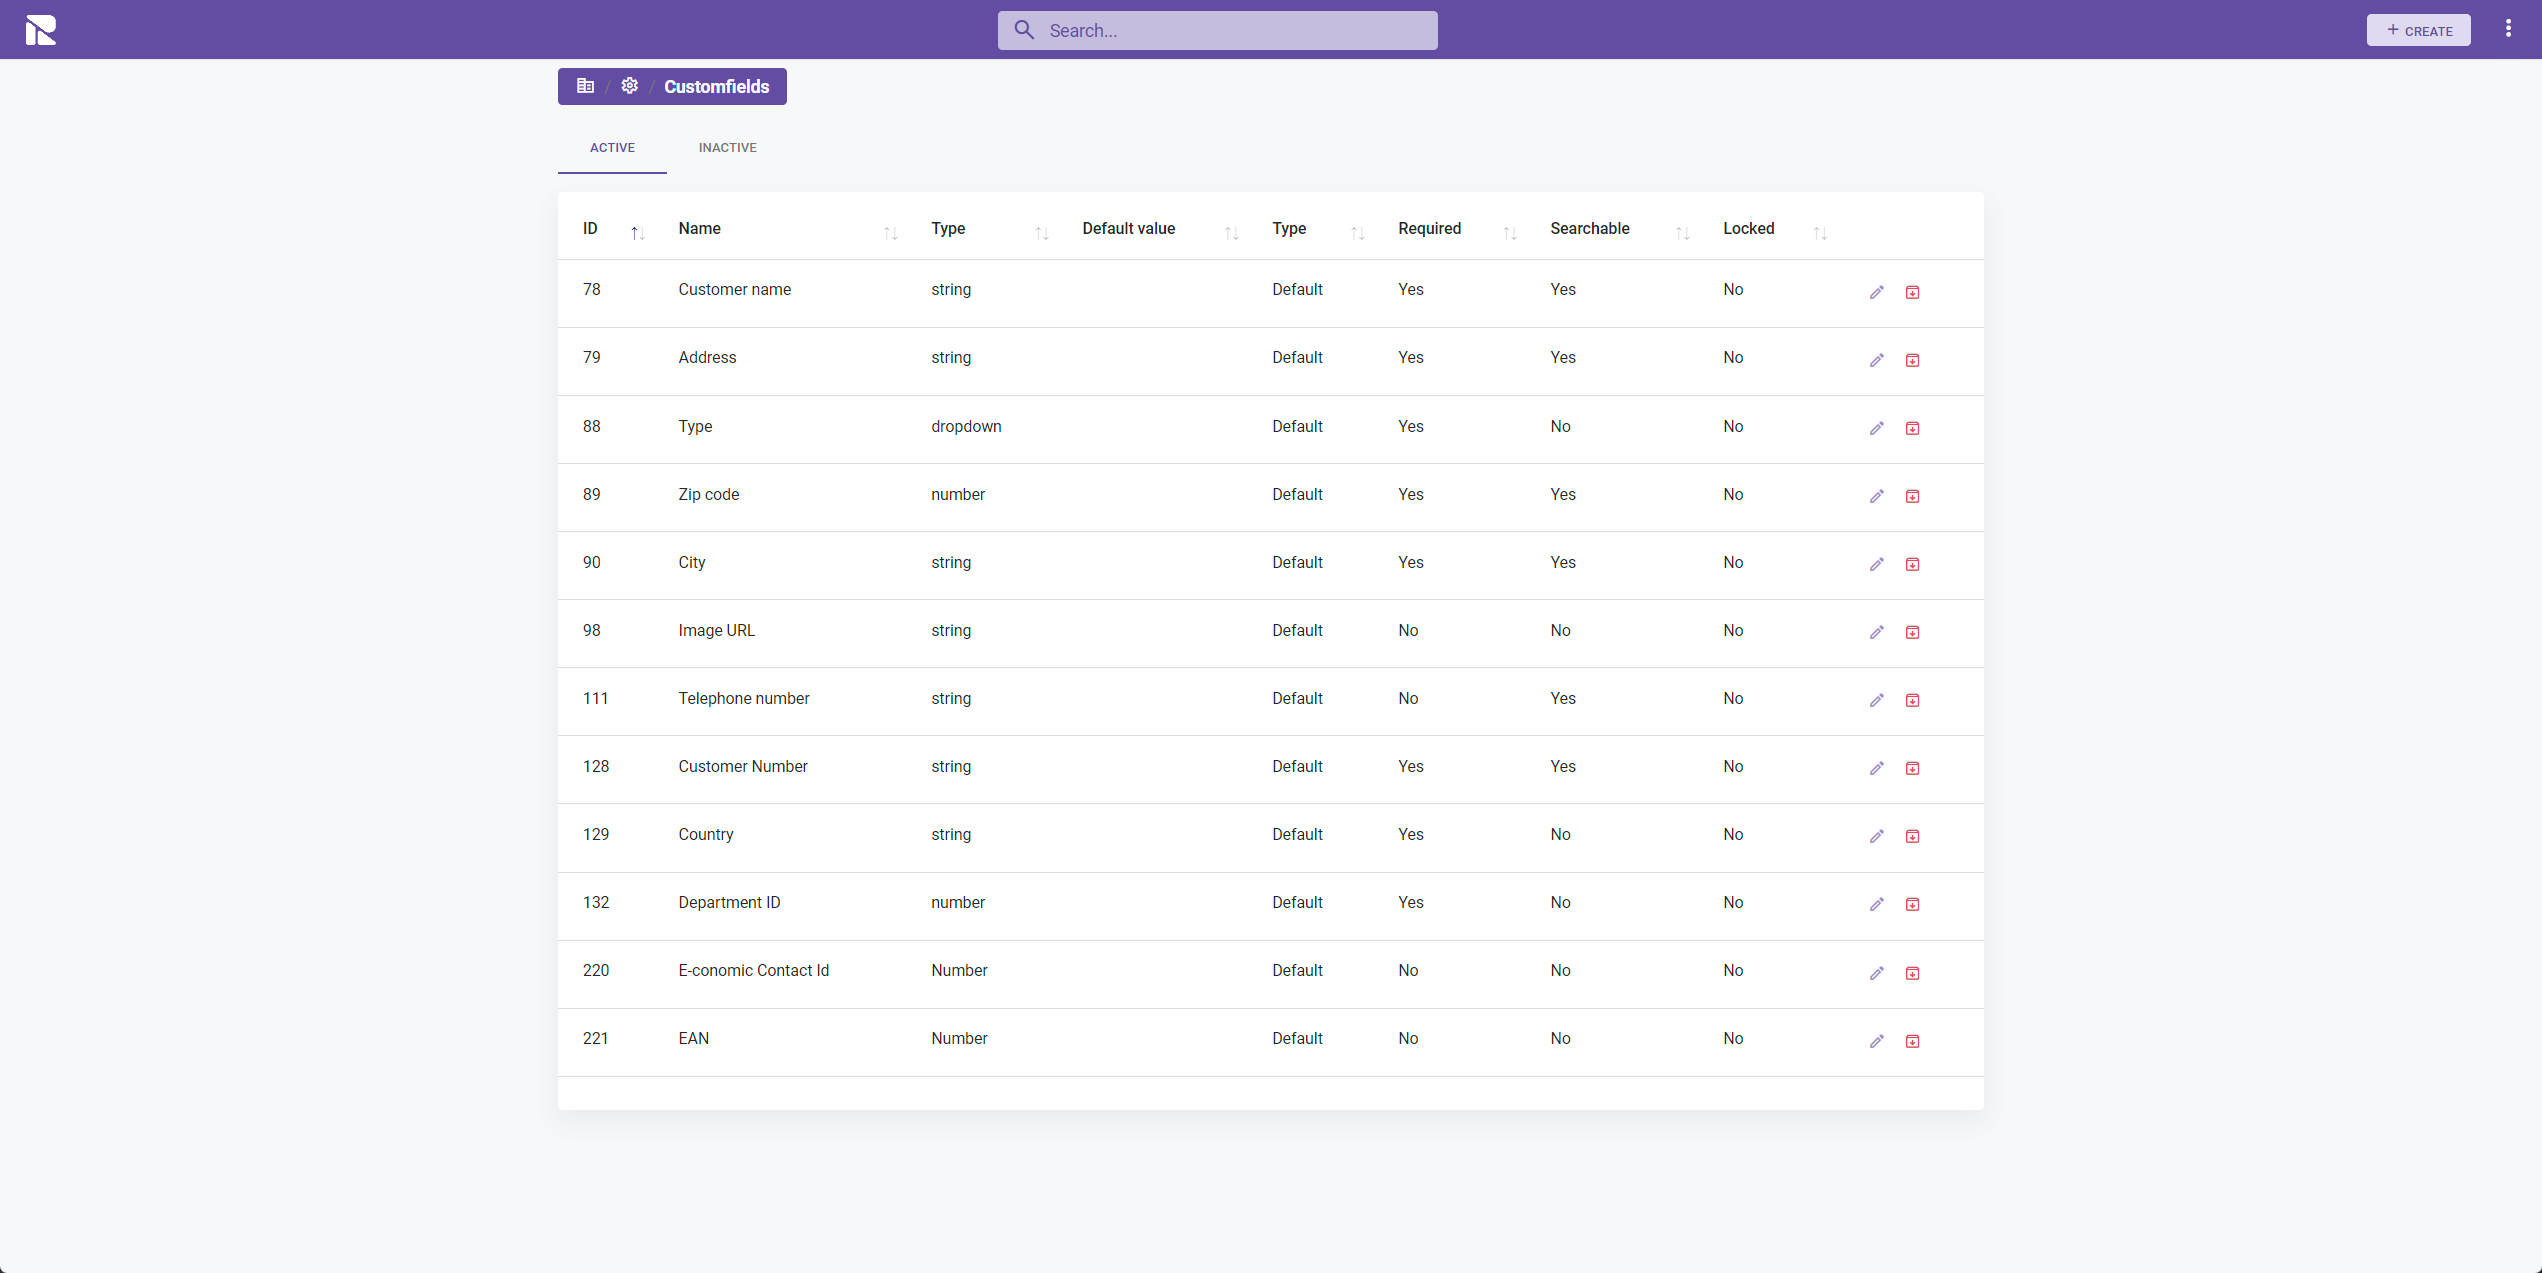 Search...
+ CREATE
/ / Customfields
ACTIVE INACTIVE
ID Name Type Default value Type Required Searchable Locked
78 Customer name string Default Yes Yes No
79 Address string Default Yes Yes No
88 Type dropdown Default Yes No No
89 Zip code number Default Yes Yes No
90 City string Default Yes Yes No
98 Image URL string Default No No No
111 Telephone number string Default No Yes No
128 Customer Number string Default Yes Yes No
129 Country string Default Yes No No
132 Department ID number Default Yes No No
220 E-conomic Contact Id Number Default No No No
221 EAN Number Default No No No